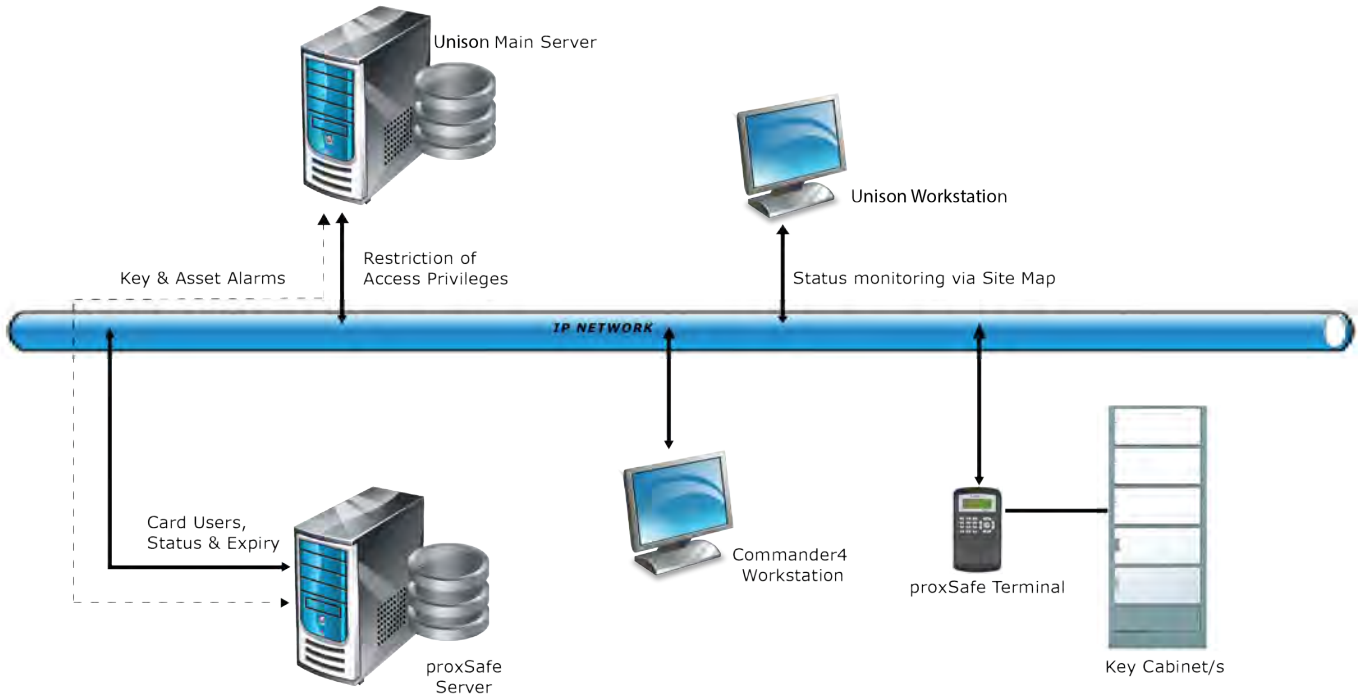 Unison Main Server
Unison Workstation
Key & Asset Alarms
Restriction of
Access Privileges
Status monitoring via Site Map
IP NETWORK
Card Users,
Status & Expiry
Commander4
Workstation
proxSafe Terminal
proxSafe
Server
Key Cabinet/s